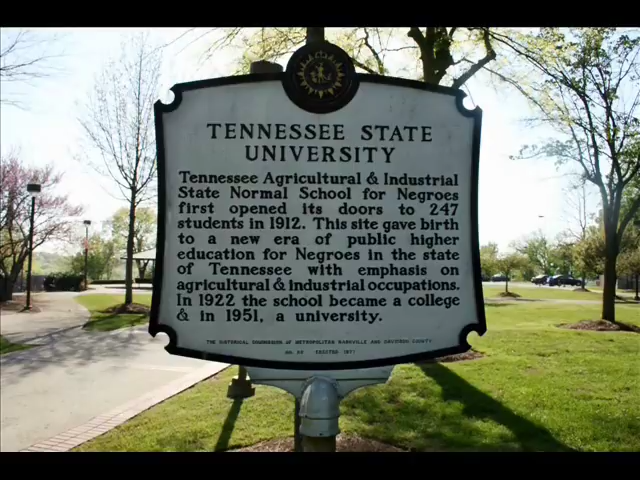 TENNESSEE STATE
UNIVERSITY
Tennessee Agricultural & Industrial
State Normal School for Negroes
first opened its doors to 247
students in 1912. This site gave birth
to a new era of public higher
education for Negroes in the state
of Tennessee with emphasis on
agricultural & industrial occupations.
In 1922 the school became a college
& in 1951, a university.
THE HISTORICAL COMMISSION OF METROPOLITAN NASHVILLE AND DAVIDSON COUNTY
ERECTED 1971